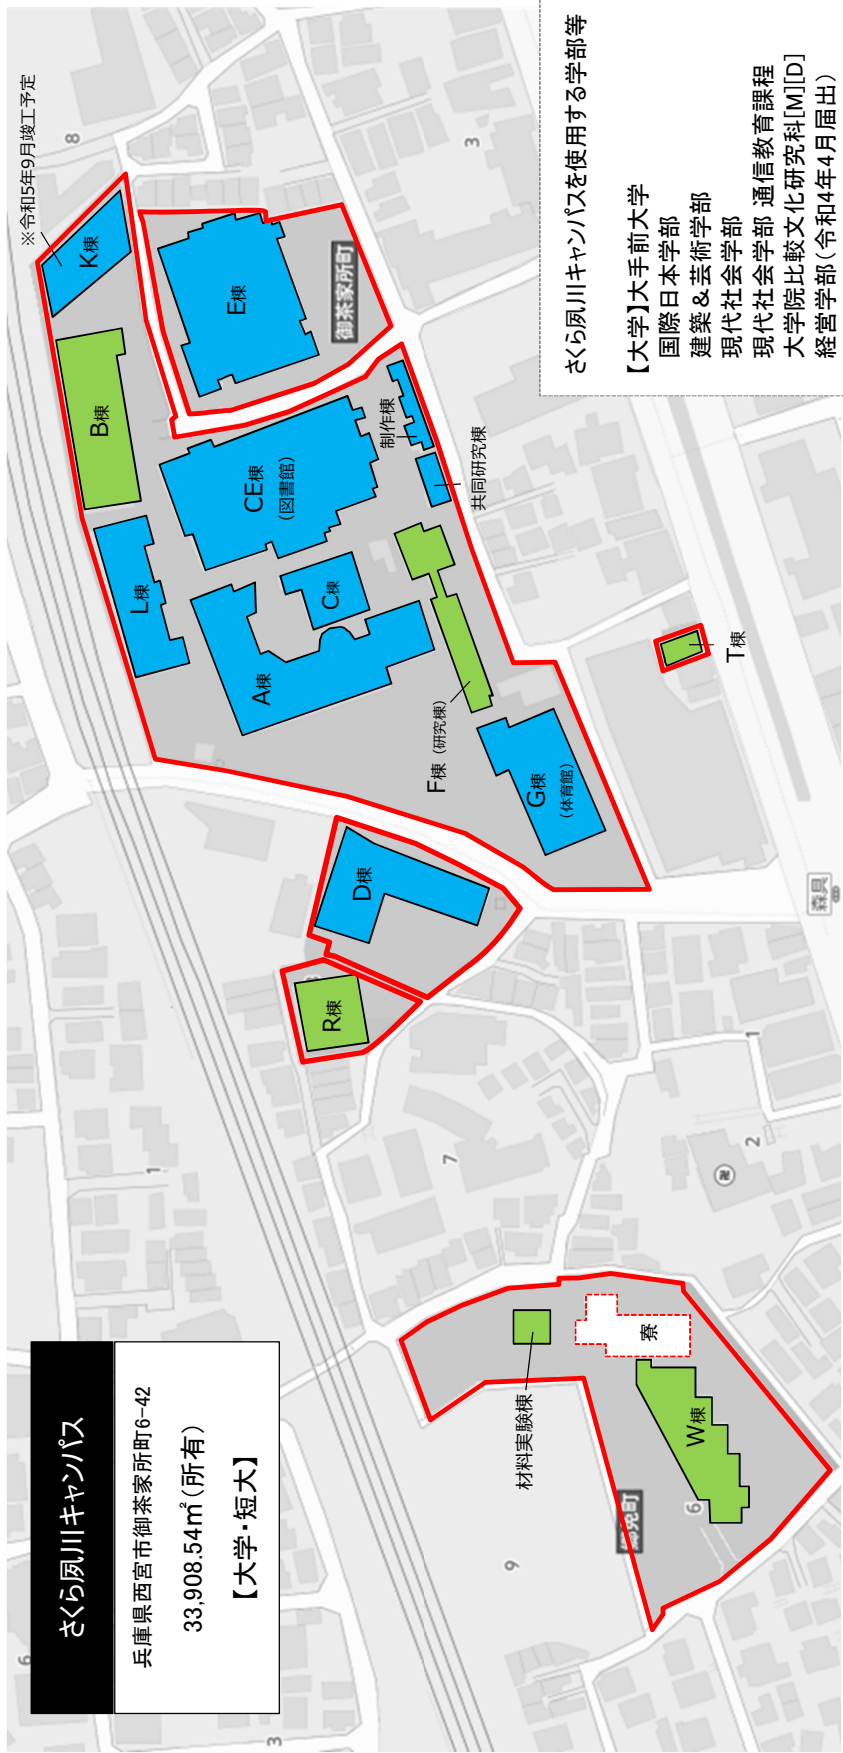 さくら夙川キャンパス
兵庫県西宮市御茶家所町6-42
33,908.54㎡(所有)
【大学・短大】
※令和5年9月竣工予定
K棟
B棟
E棟
御茶家所町
L棟
CE棟
(図書館)
制作棟
共同研究棟
A棟
C棟
F棟(研究棟)
G棟
(体育館)
T棟
D棟
R棟
森具
材料実験棟
寮
W棟
6
3
1
9
6
7
2
1
8
3
さくら夙川キャンパスを使用する学部等
【大学】大手前大学
国際日本学部
建築&芸術学部
現代社会学部
現代社会学部 通信教育課程
大学院比較文化研究科[M][D]
経営学部(令和4年4月届出)